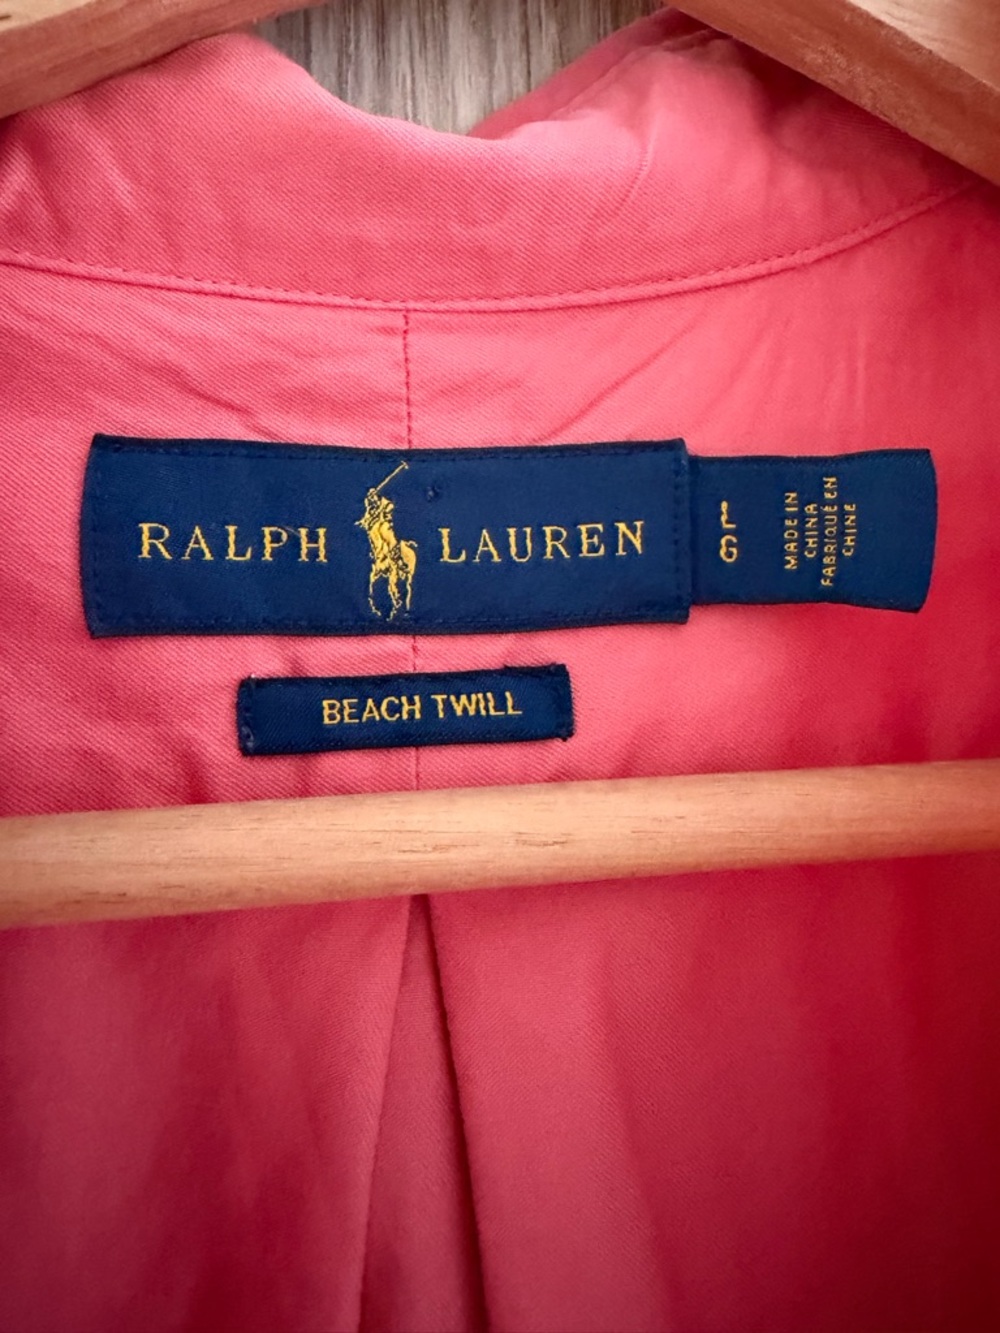 RALPH LAUREN
L
G
MADE IN
CHINA
FABRIQUÉ EN
CHINE
BEACH TWILL